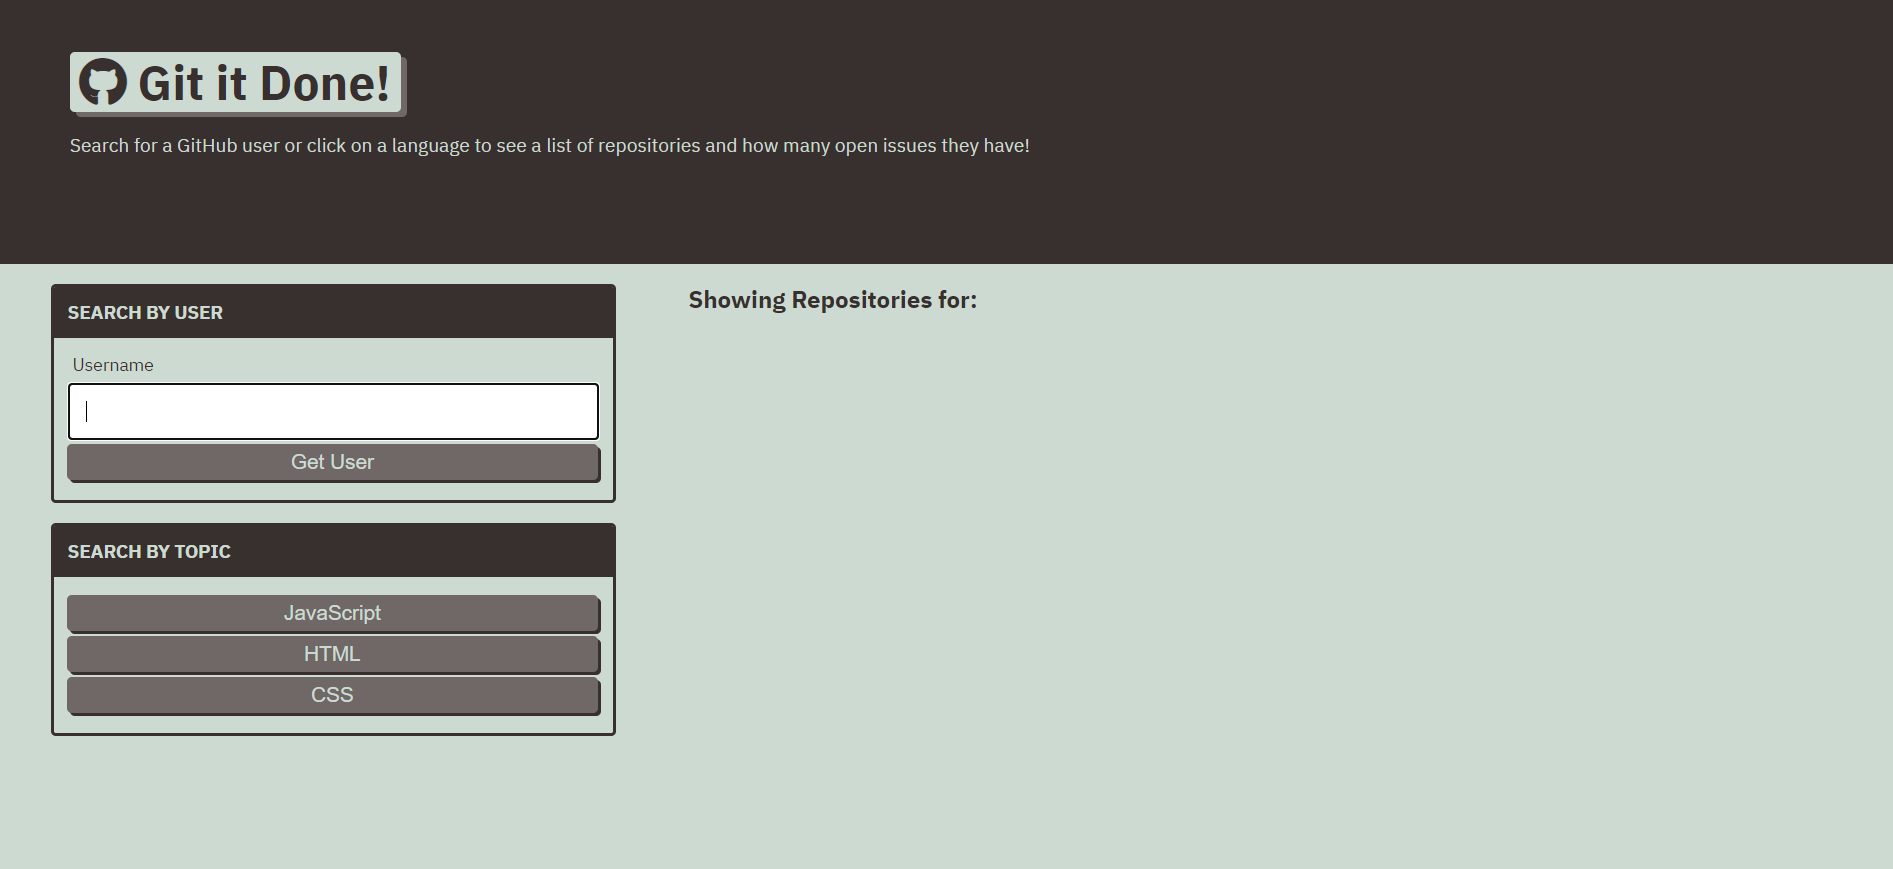 Git it Done!
Search for a GitHub user or click on a language to see a list of repositories and how many open issues they have!
SEARCH BY USER
Username
Get User
SEARCH BY TOPIC
JavaScript
HTML
CSS
Showing Repositories for: